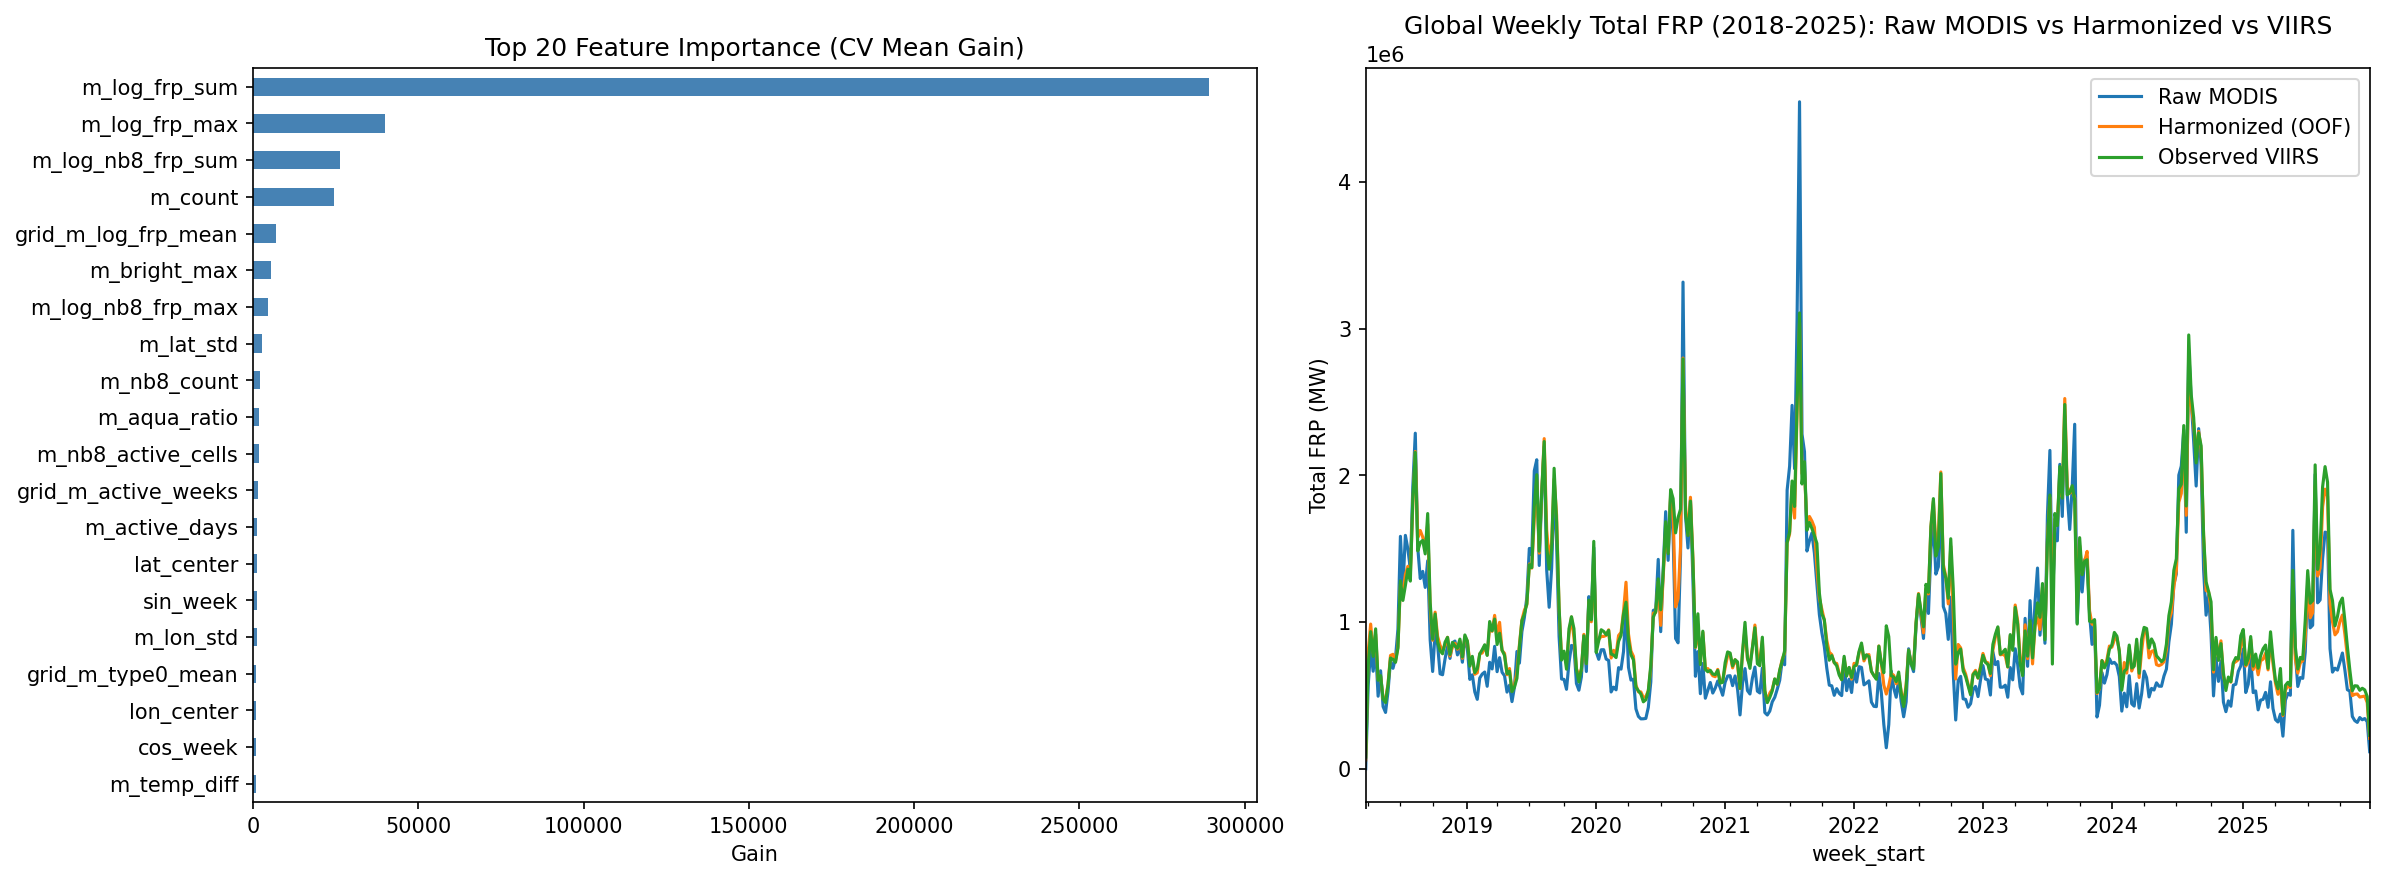 Top 20 Feature Importance (CV Mean Gain)
m_log_frp_sum
m_log_frp_max
m_log_nb8_frp_sum
m_count
grid_m_log_frp_mean
m_bright_max
m_log_nb8_frp_max
m_lat_std
m_nb8_count
m_aqua_ratio
m_nb8_active_cells
grid_m_active_weeks
m_active_days
lat_center
sin_week
m_lon_std
grid_m_type0_mean
lon_center
cos_week
m_temp_diff
0 50000 100000 150000 200000 250000 300000
Gain
Global Weekly Total FRP (2018-2025): Raw MODIS vs Harmonized vs VIIRS
1e6
Raw MODIS
Harmonized (OOF)
Observed VIIRS
Total FRP (MW)
4
3
2
1
0
2019 2020 2021 2022 2023 2024 2025
week_start